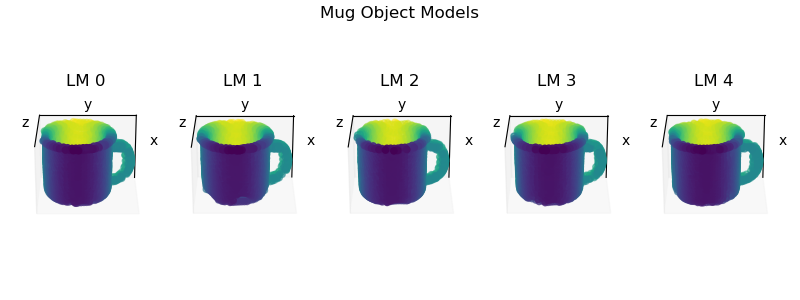 Mug Object Models
LM 0 LM 1 LM 2 LM 3 LM 4
y y y y y
z z z z z
x x x x x